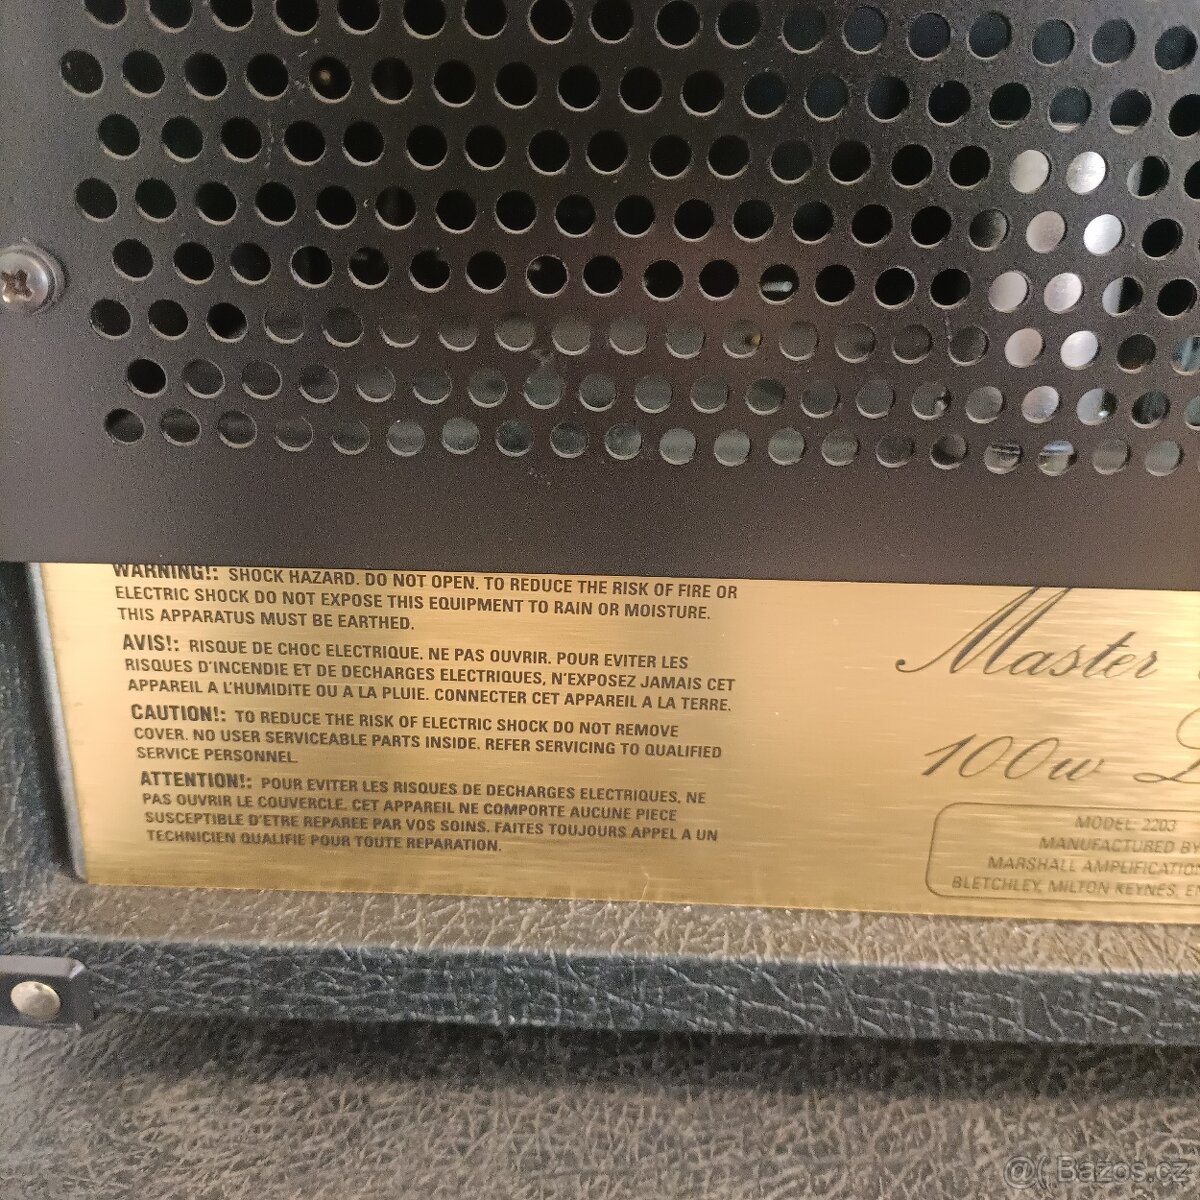 WARNING!: SHOCK HAZARD. DO NOT OPEN. TO REDUCE THE RISK OF FIRE OR
ELECTRIC SHOCK DO NOT EXPOSE THIS EQUIPMENT TO RAIN OR MOISTURE.
THIS APPARATUS MUST BE EARTHED.
AVIS!: RISQUE DE CHOC ELECTRIQUE. NE PAS OUVRIR. POUR EVITER LES
RISQUES D'INCENDIE ET DE DECHARGES ELECTRIQUES, N'EXPOSEZ JAMAIS CET
APPAREIL A L'HUMIDITE OU A LA PLUIE. CONNECTER CET APPAREIL A LA TERRE.
CAUTION!: TO REDUCE THE RISK OF ELECTRIC SHOCK DO NOT REMOVE
COVER. NO USER SERVICEABLE PARTS INSIDE. REFER SERVICING TO QUALIFIED
SERVICE PERSONNEL.
ATTENTION!: POUR EVITER LES RISQUES DE DECHARGES ELECTRIQUES, NE
PAS OUVRIR LE COUVERCLE. CET APPAREIL NE COMPORTE AUCUNE PIECE
SUSCEPTIBLE D'ETRE REPAREE PAR VOS SOINS. FAITES TOUJOURS APPEL A UN
TECHNICIEN QUALIFIE POUR TOUTE REPARATION.
Master
100w
MODEL 2203
MANUFACTURED BY
MARSHALL AMPLIFICATION
BLETCHLEY, MILTON KEYNES, E
@( Bazos.cz